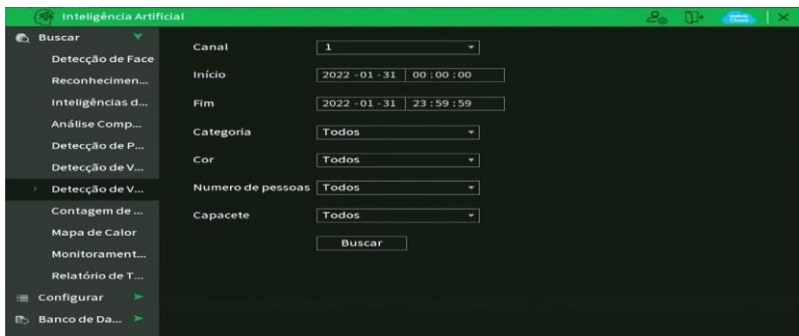 Inteligência Artificial
Buscar
Detecção de Face
Reconhecimen...
Inteligências d...
Análise Comp...
Detecção de P...
Detecção de V...
Detecção de V...
Contagem de ...
Mapa de Calor
Monitorament...
Relatório de T...
Configurar
Banco de Da...
Canal 1
Início 2022 -01 -31 00 : 00 : 00
Fim 2022 -01 -31 23 : 59 : 59
Categoria Todos
Cor Todos
Numero de pessoas Todos
Capacete Todos
Buscar